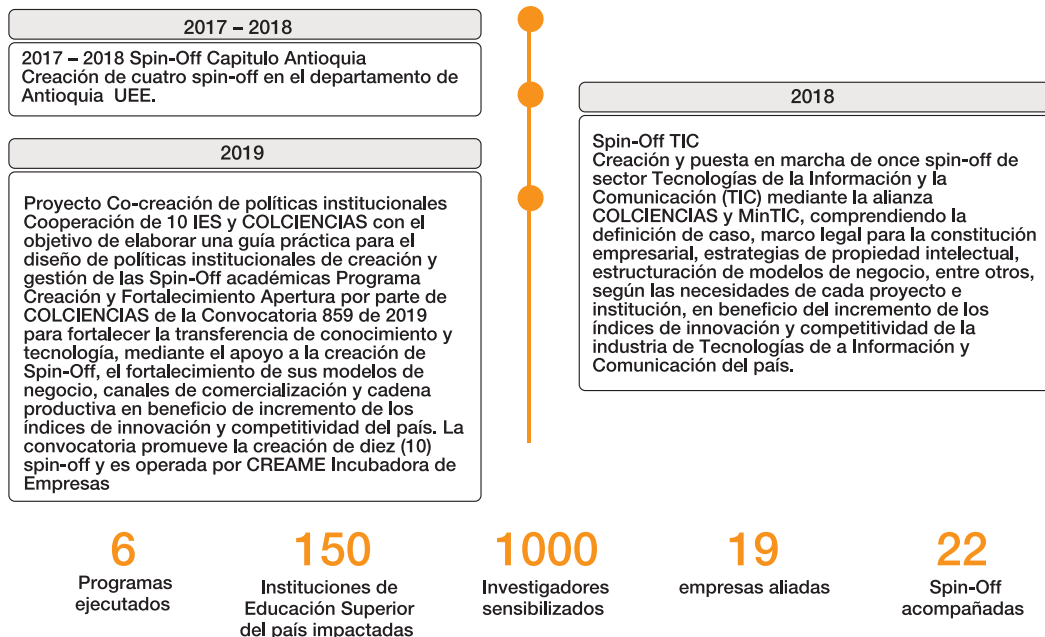 2017 – 2018
2017 – 2018 Spin-Off Capitulo Antioquia
Creación de cuatro spin-off en el departamento de
Antioquia  UEE.
2018
Spin-Off TIC
Creación y puesta en marcha de once spin-off de
sector Tecnologías de la Información y la
Comunicación (TIC) mediante la alianza
COLCIENCIAS y MinTIC, comprendiendo la
definición de caso, marco legal para la constitución
empresarial, estrategias de propiedad intelectual,
estructuración de modelos de negocio, entre otros,
según las necesidades de cada proyecto e
institución, en beneficio del incremento de los
índices de innovación y competitividad de la
industria de Tecnologías de a Información y
Comunicación del país.
2019
Proyecto Co-creación de políticas institucionales
Cooperación de 10 IES y COLCIENCIAS con el
objetivo de elaborar una guía práctica para el
diseño de políticas institucionales de creación y
gestión de las Spin-Off académicas Programa
Creación y Fortalecimiento Apertura por parte de
COLCIENCIAS de la Convocatoria 859 de 2019
para fortalecer la transferencia de conocimiento y
tecnología, mediante el apoyo a la creación de
Spin-Off, el fortalecimiento de sus modelos de
negocio, canales de comercialización y cadena
productiva en beneficio de incremento de los
índices de innovación y competitividad del país. La
convocatoria promueve la creación de diez (10)
spin-off y es operada por CREAME Incubadora de
Empresas
6
Programas
ejecutados
150
Instituciones de
Educación Superior
del país impactadas
1000
Investigadores
sensibilizados
19
empresas aliadas
22
Spin-Off
acompañadas